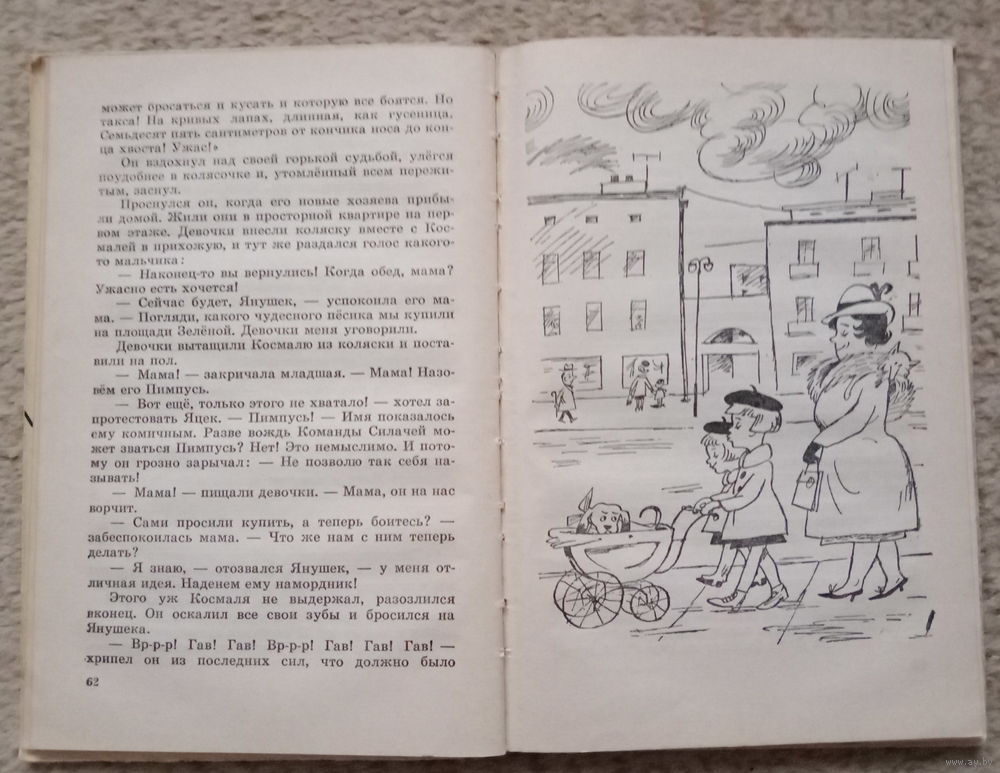 может бросаться и кусать и которую все боятся. Но
такса! На кривых лапах, длинная, как гусеница.
Семьдесят пять сантиметров от кончика носа до кон-
ца хвоста! Ужас!»
Он вздохнул над своей горькой судьбой, улёгся
поудобнее в колясочке и, утомлённый всем пережи-
тым, заснул.
Проснулся он, когда его новые хозяева прибы-
ли домой. Жили они в просторной квартире на пер-
вом этаже. Девочки внесли коляску вместе с Кос-
малей в прихожую, и тут же раздался голос какого-
то мальчика:
— Наконец-то вы вернулись! Когда обед, мама?
Ужасно есть хочется!
— Сейчас будет, Янушек, — успокоила его ма-
ма. — Погляди, какого чудесного пёсика мы купили
на площади Зелёной. Девочки меня уговорили.
Девочки вытащили Космалю из коляски и поста-
вили на пол.
— Мама! — закричала младшая. — Мама! Назо-
вём его Пимпусь.
— Вот ещё, только этого не хватало! — хотел за-
протестовать Яцек. — Пимпусь! — Имя показалось
ему комичным. Разве вождь Команды Силачей мо-
жет зваться Пимпусь? Нет! Это немыслимо. И пото-
му он грозно зарычал: — Не позволю так себя на-
зывать!
— Мама! — пищали девочки. — Мама, он на нас
ворчит.
— Сами просили купить, а теперь боитесь? —
забеспокоилась мама. — Что же нам с ним теперь
делать?
— Я знаю, — отозвался Янушек, — у меня от-
личная идея. Наденем ему намордник!
Этого уж Космаля не выдержал, разозлился
вконец. Он оскалил все свои зубы и бросился на
Янушека.
— Вр-р-р! Гав! Гав! Вр-р-р! Гав! Гав! Гав! —
хрипел он из последних сил, что должно было
62
www.ay.by